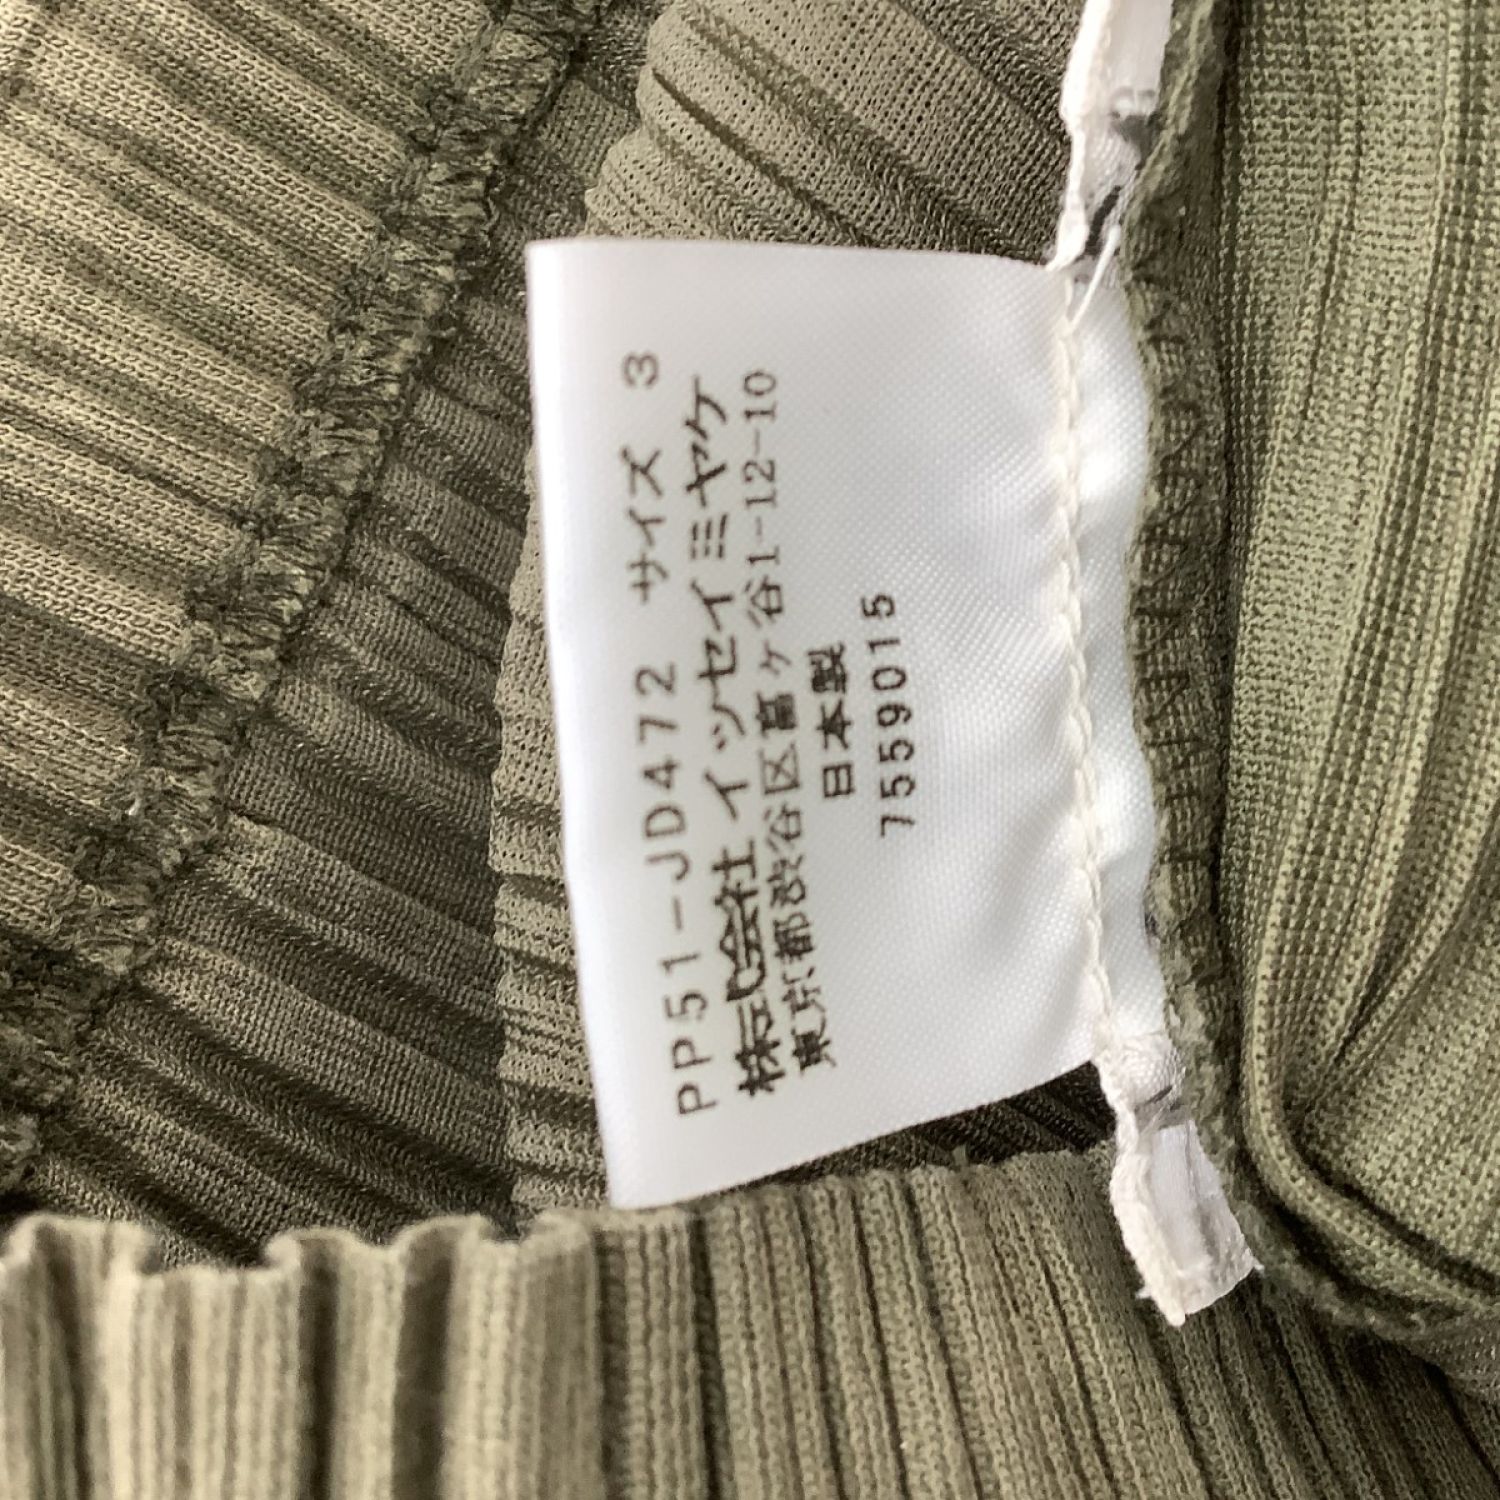 PP51-JD472 サイズ 3
株式会社 イッセイミヤケ
東京都渋谷区富ヶ谷1-12-10
日本製
7559015